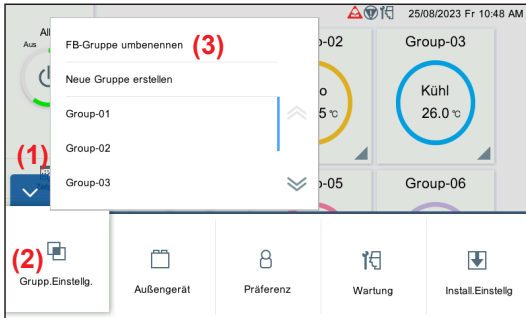 25/08/2023 Fr 10:48 AM
All
Aus
FB-Gruppe umbenennen (3)
Neue Gruppe erstellen
Group-01
Group-02
Group-03
-02
o
5 °C
Group-03
Kühl
26.0 °C
(1)
-05
Group-06
(2)
Grupp.Einstellg.
Außengerät
Präferenz
Wartung
Install.Einstellg